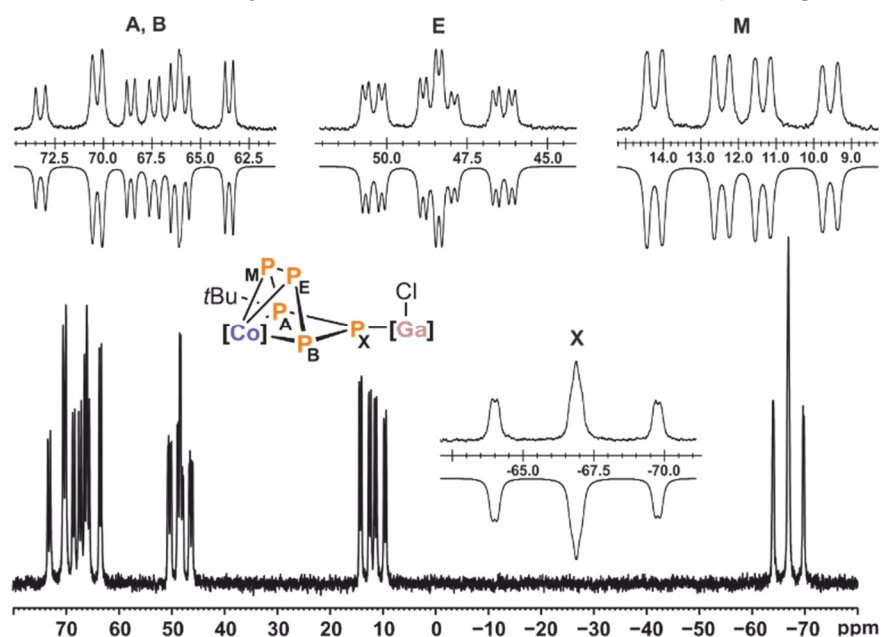 A, B
E
M
72.5 70.0 67.5 65.0 62.5
50.0 47.5 45.0
14.0 13.0 12.0 11.0 10.0 9.0
M P P E
tBu P A
Cl
[Co] P B P X [Ga]
X
-65.0 -67.5 -70.0
70 60 50 40 30 20 10 0 −10 −20 −30 −40 −50 −60 −70 ppm